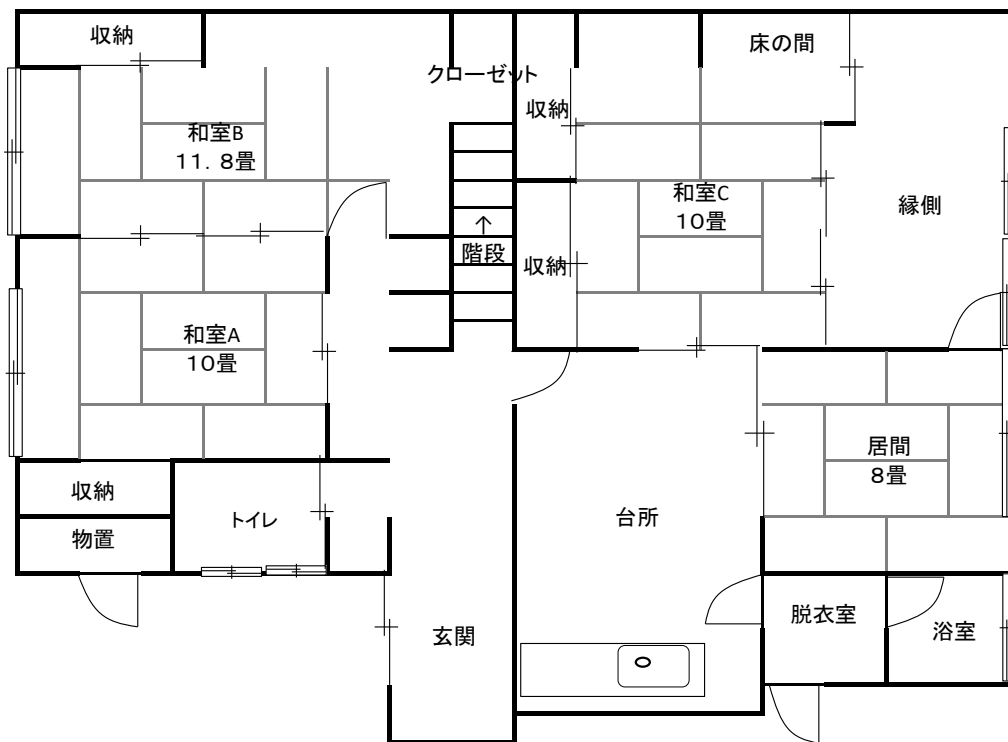 収納
床の間
クローゼット
収納
和室B
11．8畳
和室C
10畳
縁側
↑
階段
収納
和室A
10畳
居間
8畳
収納
トイレ
台所
物置
脱衣室
浴室
玄関